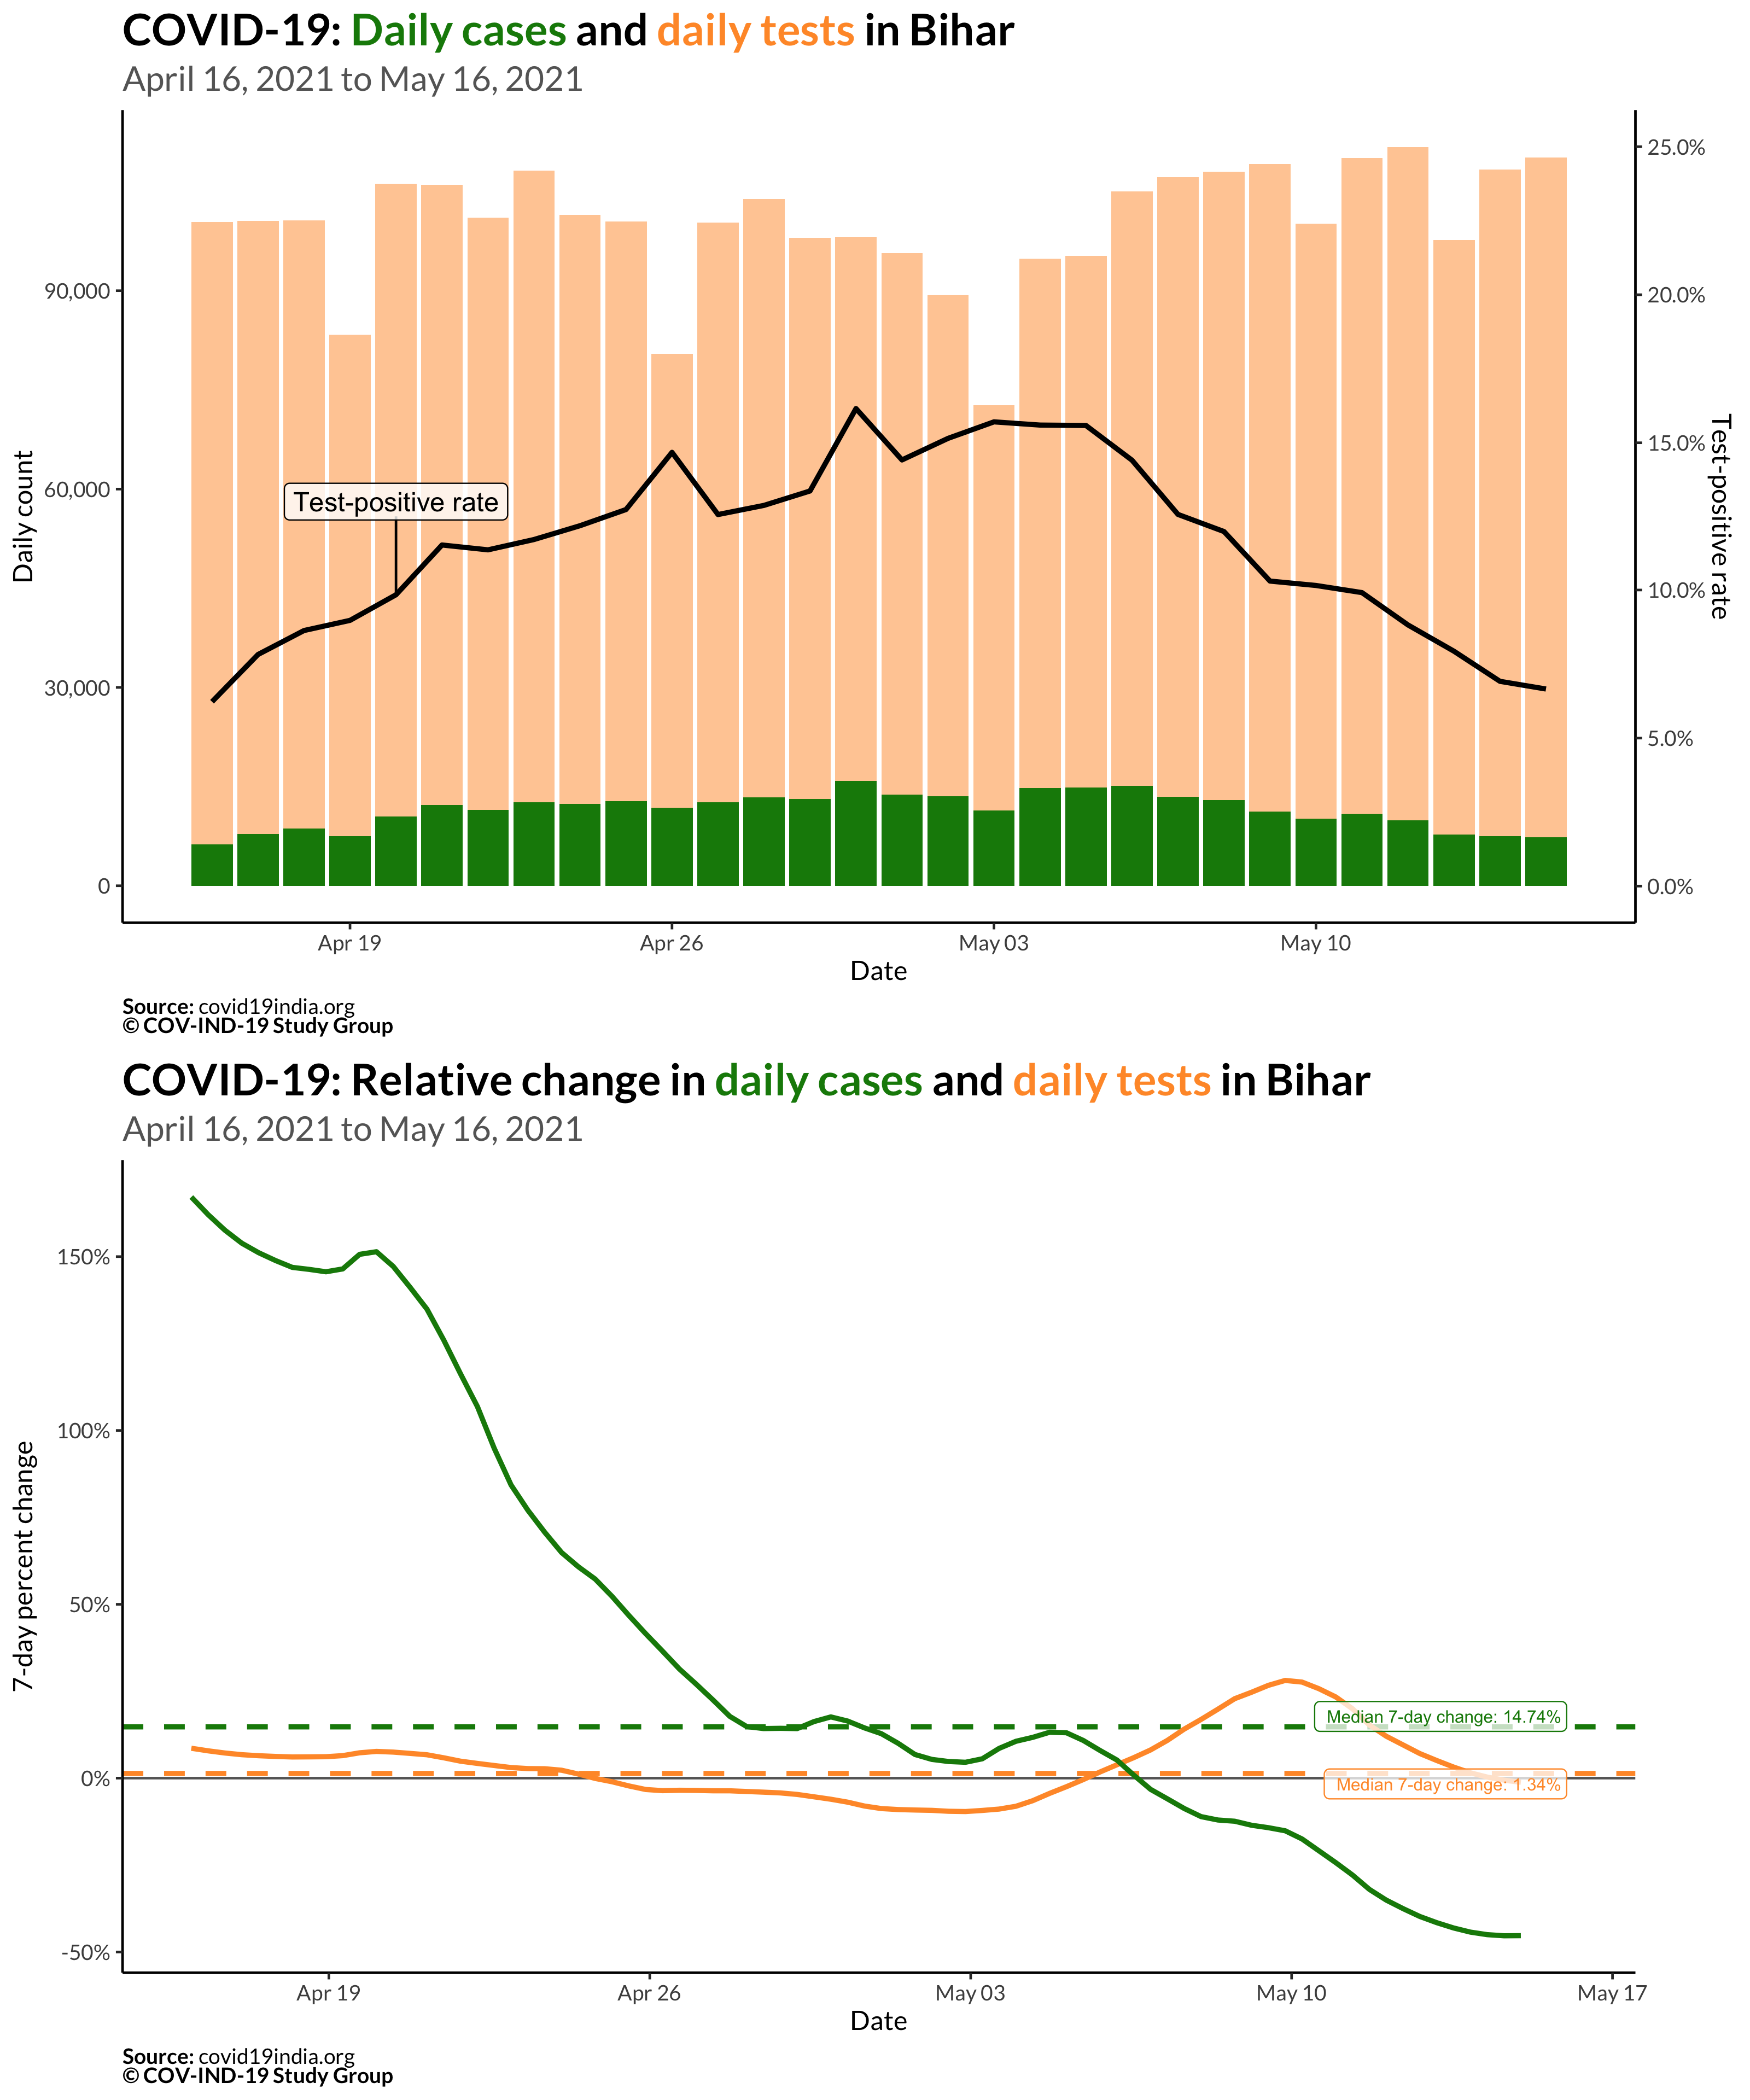 COVID-19: Daily cases and daily tests in Bihar
April 16, 2021 to May 16, 2021
Daily count
90,000
60,000
30,000
0
Test-positive rate
25.0%
20.0%
15.0%
10.0%
5.0%
0.0%
Test-positive rate
Apr 19
Apr 26
May 03
May 10
Date
Source: covid19india.org
© COV-IND-19 Study Group
COVID-19: Relative change in daily cases and daily tests in Bihar
April 16, 2021 to May 16, 2021
7-day percent change
150%
100%
50%
0%
-50%
Median 7-day change: 14.74%
Median 7-day change: 1.34%
Apr 19
Apr 26
May 03
May 10
May 17
Date
Source: covid19india.org
© COV-IND-19 Study Group